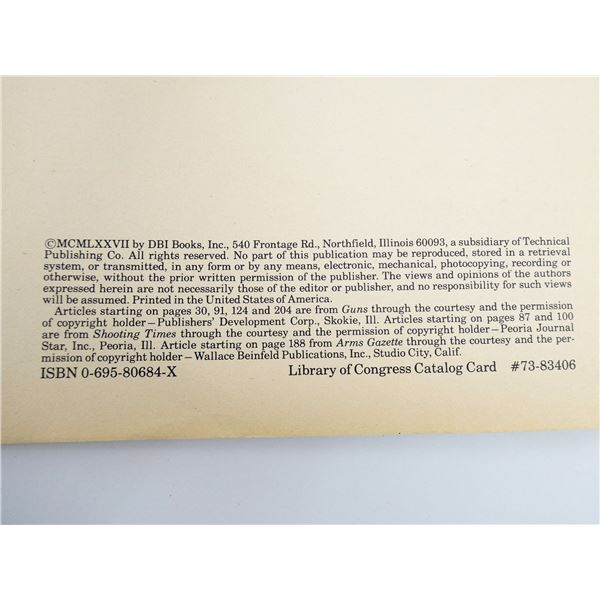 ©MCMLXXVII by DBI Books, Inc., 540 Frontage Rd., Northfield, Illinois 60093, a subsidiary of Technical
Publishing Co. All rights reserved. No part of this publication may be reproduced, stored in a retrieval
system, or transmitted, in any form or by any means, electronic, mechanical, photocopying, recording or
otherwise, without the prior written permission of the publisher. The views and opinions of the authors
expressed herein are not necessarily those of the editor or publisher, and no responsibility for such views
will be assumed. Printed in the United States of America.
Articles starting on pages 30, 91, 124 and 204 are from Guns through the courtesy and the permission
of copyright holder—Publishers' Development Corp., Skokie, Ill. Articles starting on pages 87 and 100
are from Shooting Times through the courtesy and the permission of copyright holder—Peoria Journal
Star, Inc., Peoria, Ill. Article starting on page 188 from Arms Gazette through the courtesy and the per-
mission of copyright holder—Wallace Beinfeld Publications, Inc., Studio City, Calif.
ISBN 0-695-80684-X Library of Congress Catalog Card #73-83406